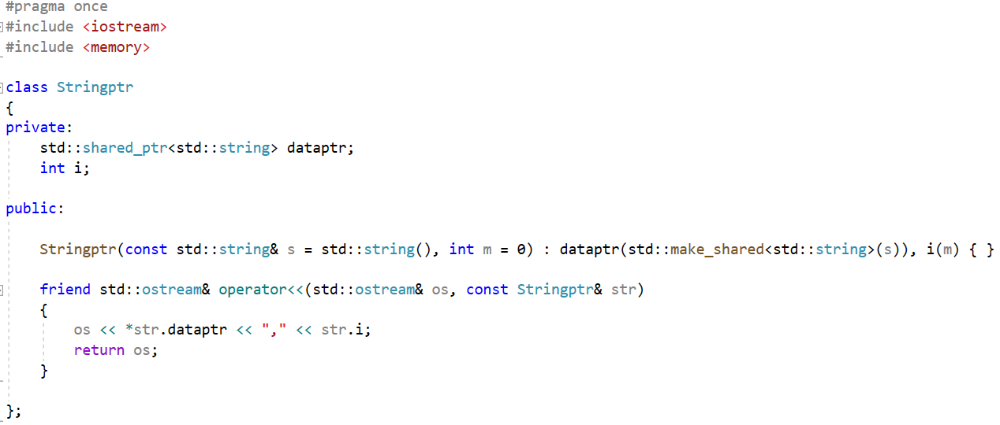 #pragma once
#include <iostream>
#include <memory>
class Stringptr
{
private:
    std::shared_ptr<std::string> dataptr;
    int i;
public:
    Stringptr(const std::string& s = std::string(), int m = 0) : dataptr(std::make_shared<std::string>(s)), i(m) { }
    friend std::ostream& operator<<(std::ostream& os, const Stringptr& str)
    {
        os << *str.dataptr << "," << str.i;
        return os;
    }
};